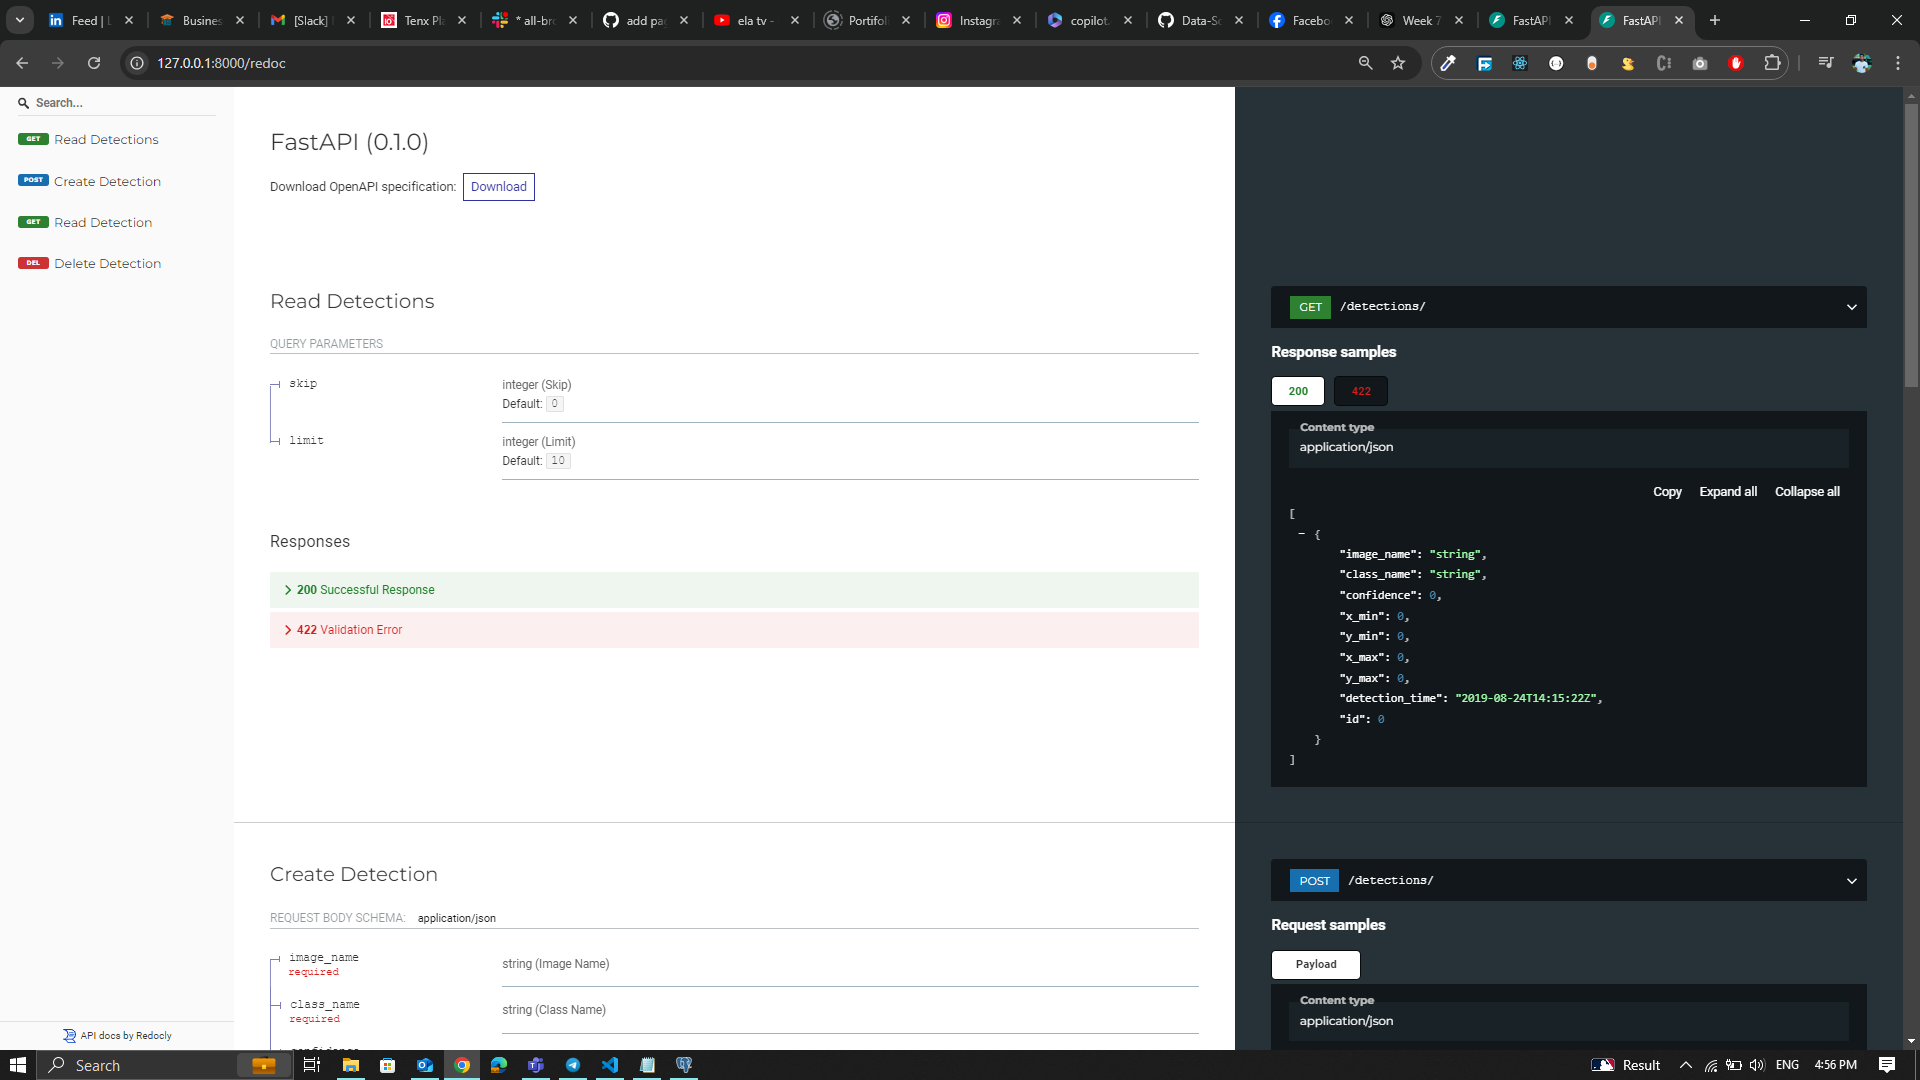 Feed | L
Busines
[Slack]
Tenx Pla
* all-bro
add pag
ela tv -
Portifoli
Instagra
copilot.
Data-Sc
Facebo
Week 7
FastAPI
FastAPI
127.0.0.1:8000/redoc
Search...
GET Read Detections
POST Create Detection
GET Read Detection
DEL Delete Detection
API docs by Redocly
FastAPI (0.1.0)
Download OpenAPI specification: Download
Read Detections
QUERY PARAMETERS
skip
integer (Skip)
Default: 0
limit
integer (Limit)
Default: 10
Responses
200 Successful Response
422 Validation Error
GET /detections/
Response samples
200 422
Content type
application/json
Copy Expand all Collapse all
[
- {
"image_name": "string",
"class_name": "string",
"confidence": 0,
"x_min": 0,
"y_min": 0,
"x_max": 0,
"y_max": 0,
"detection_time": "2019-08-24T14:15:22Z",
"id": 0
}
]
Create Detection
REQUEST BODY SCHEMA: application/json
image_name
required
string (Image Name)
class_name
required
string (Class Name)
POST /detections/
Request samples
Payload
Content type
application/json
Search
Result
ENG
4:56 PM